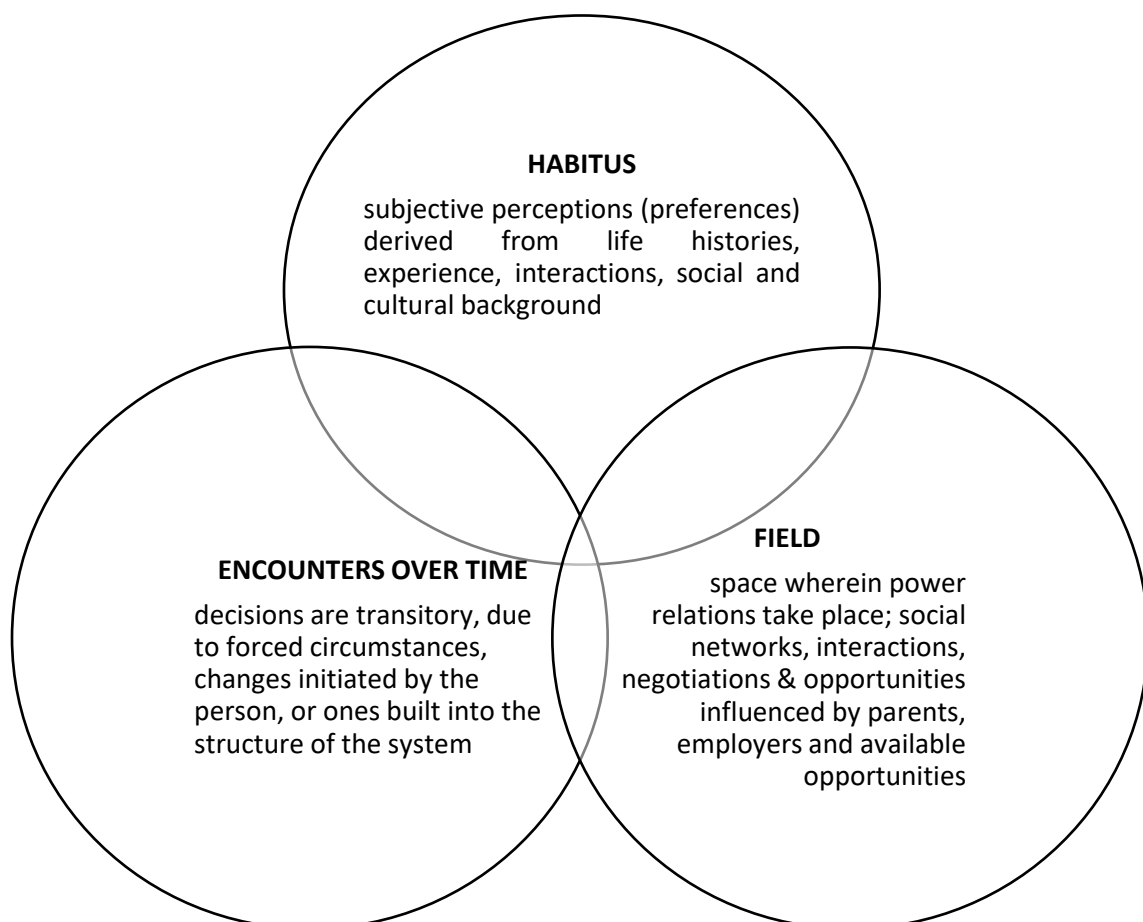 HABITUS
subjective perceptions (preferences)
derived from life histories,
experience, interactions, social and
cultural background
ENCOUNTERS OVER TIME
decisions are transitory, due
to forced circumstances,
changes initiated by the
person, or ones built into the
structure of the system
FIELD
space wherein power
relations take place; social
networks, interactions,
negotiations & opportunities
influenced by parents,
employers and available
opportunities